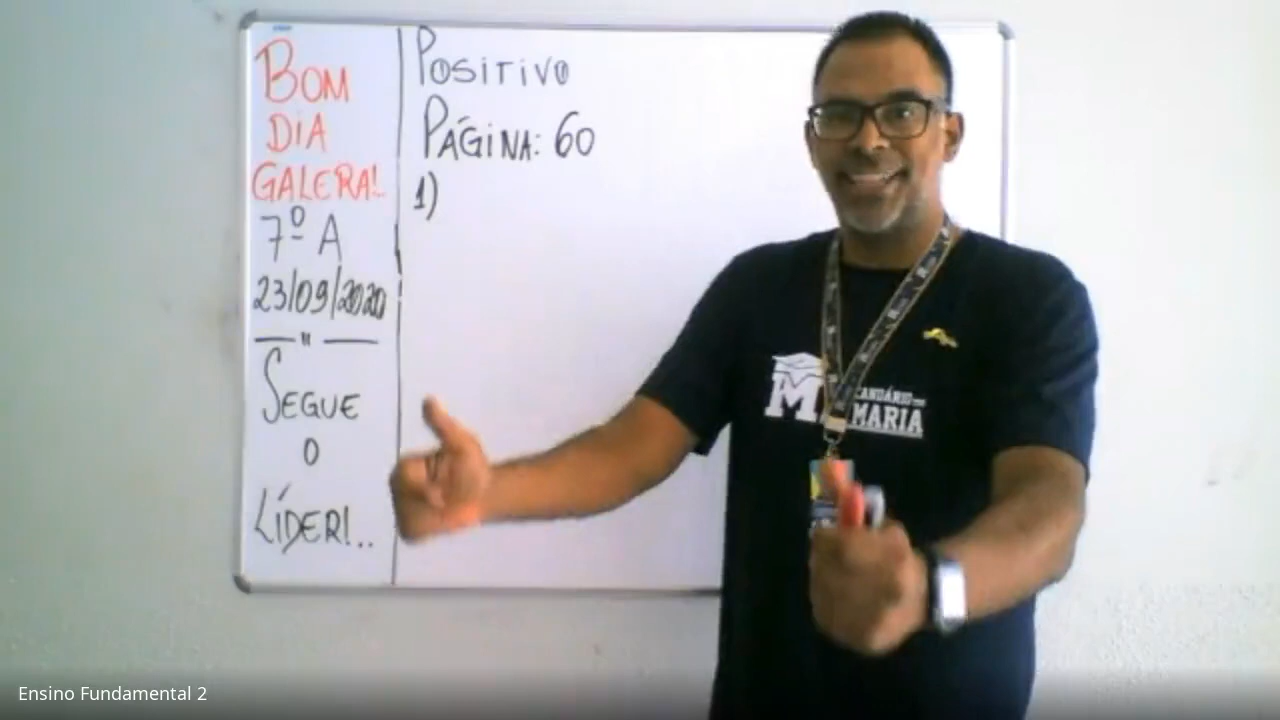 BOM
DIA
GALERA!..
7º A
23/09/2020
— " —
SEGUE
O
LÍDER!..
POSITIVO
PÁGINA: 60
1)
M
MARIA
Ensino Fundamental 2